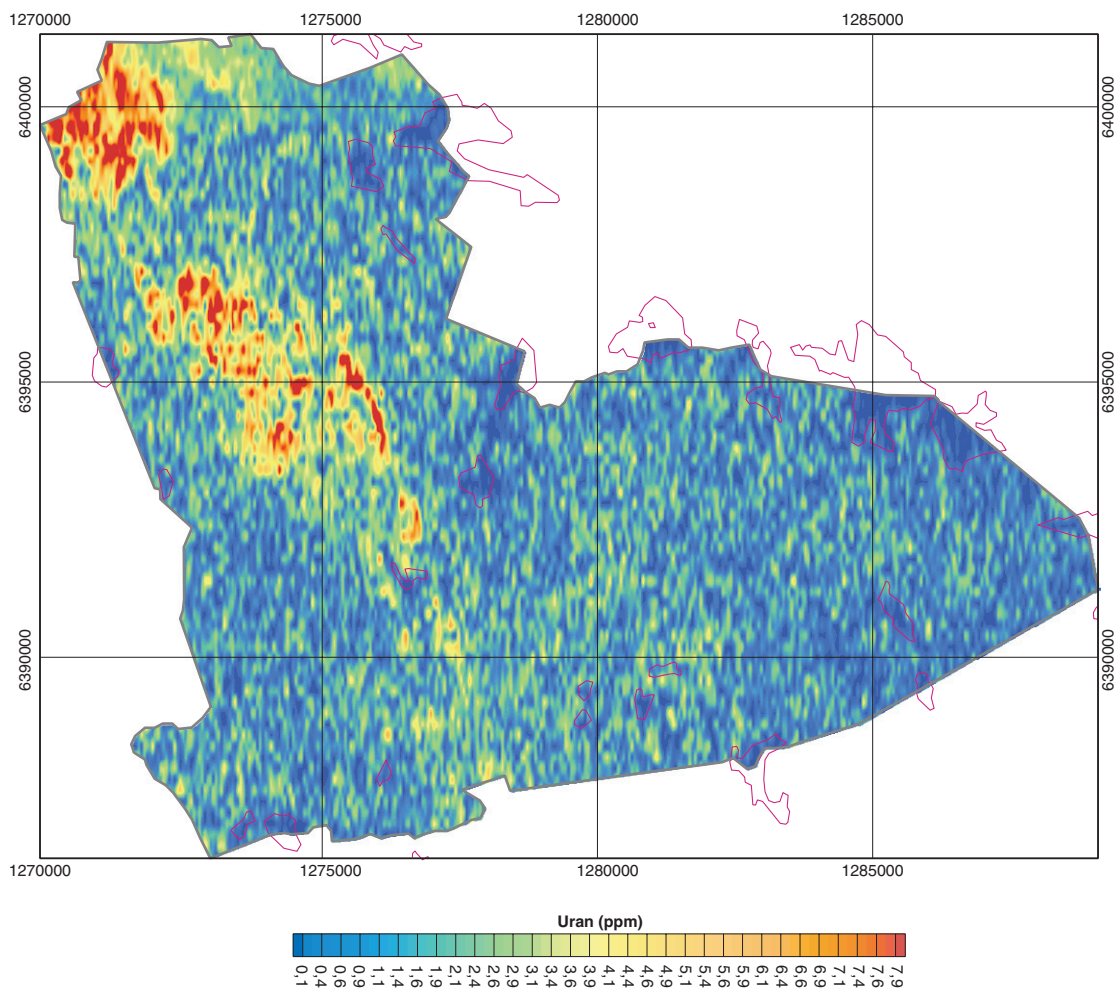 1270000 1275000 1280000 1285000
6400000 6400000
6395000 6395000
6390000 6390000
1270000 1275000 1280000 1285000
Uran (ppm)
0,1 0,4 0,6 0,9 1,1 1,4 1,6 1,9 2,1 2,4 2,6 2,9 3,1 3,4 3,6 3,9 4,1 4,4 4,6 4,9 5,1 5,4 5,6 5,9 6,1 6,4 6,6 6,9 7,1 7,4 7,6 7,9